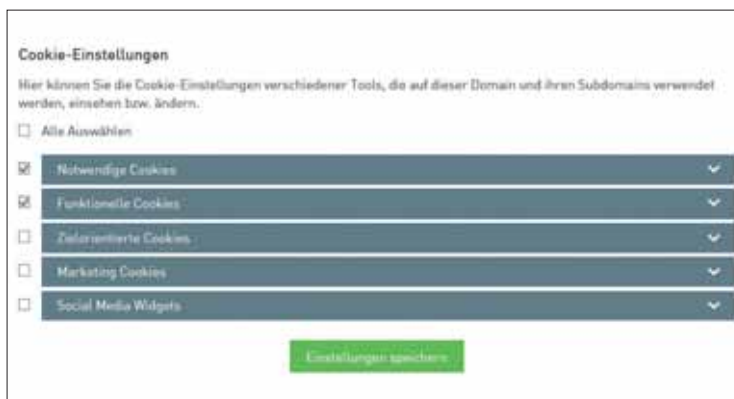 Cookie-Einstellungen
Hier können Sie die Cookie-Einstellungen verschiedener Tools, die auf dieser Domain und ihren Subdomains verwendet
werden, einsehen bzw. ändern.
Alle Auswählen
Notwendige Cookies
Funktionelle Cookies
Zielorientierte Cookies
Marketing Cookies
Social Media Widgets
Einstellungen speichern